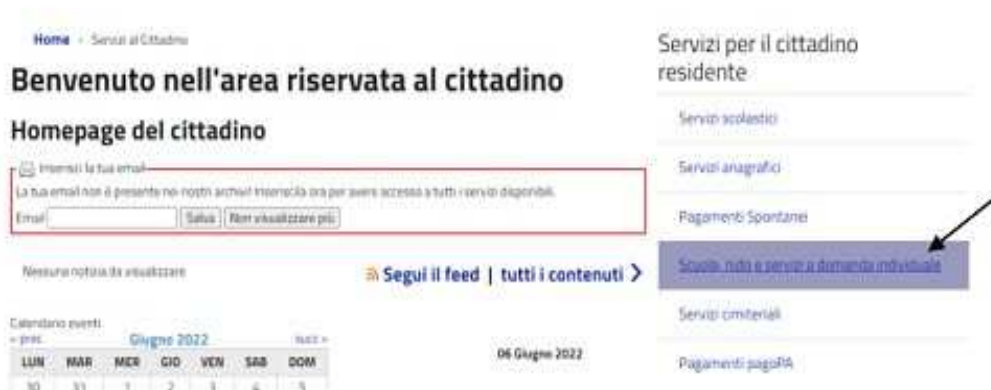 Home - Servizi al Cittadino
Benvenuto nell'area riservata al cittadino
Homepage del cittadino
Inserisci la tua email
La tua email non è presente nei nostri archivi! Inseriscila ora per avere accesso a tutti i servizi disponibili.
Email Salva Non visualizzare più
Nessuna notizia da visualizzare
Segui il feed | tutti i contenuti
Calendario eventi
« prec Giugno 2022 succ »
LUN MAR MER GIO VEN SAB DOM
30 31 1 2 3 4 5
06 Giugno 2022
Servizi per il cittadino
residente
Servizi scolastici
Servizi anagrafici
Pagamenti Spontanei
Scuola, nido e servizi a domanda individuale
Servizi cimiteriali
Pagamenti pagoPA